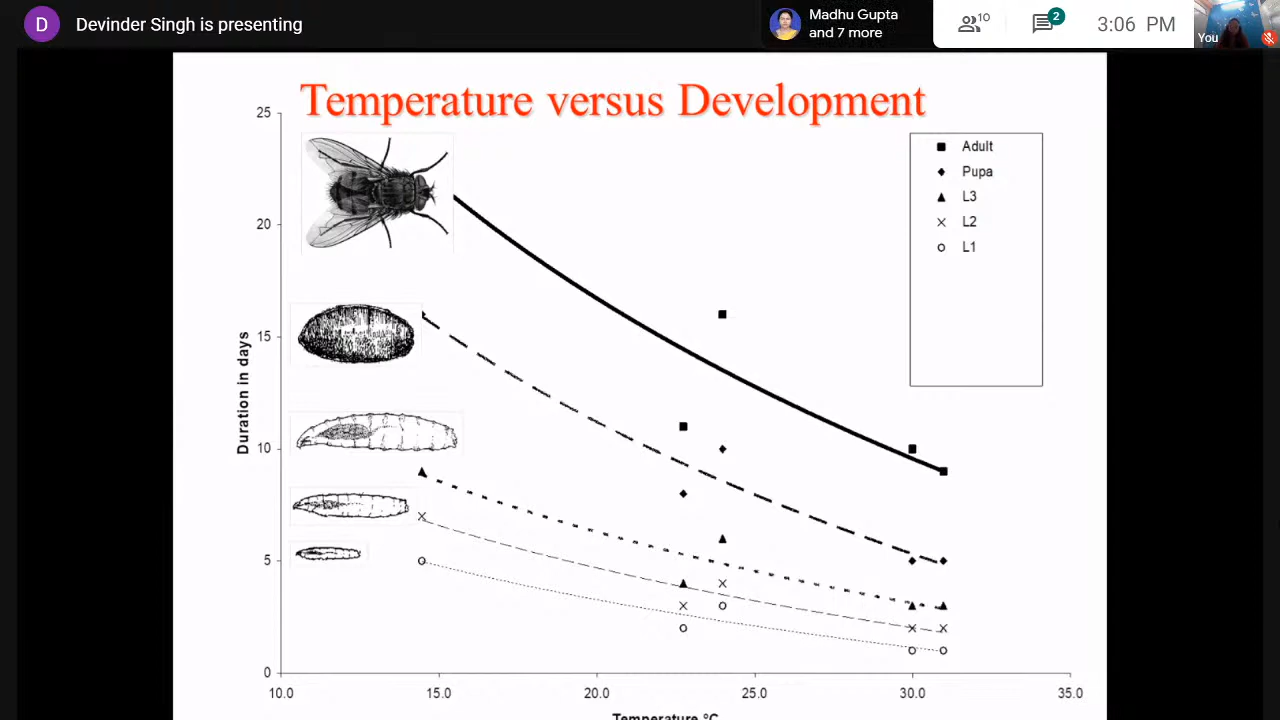 D Devinder Singh is presenting
Madhu Gupta
and 7 more
10
2
3:06 PM
You
Temperature versus Development
25
20
15
10
5
0
Duration in days
Adult
Pupa
L3
L2
L1
10.0 15.0 20.0 25.0 30.0 35.0
Temperature °C